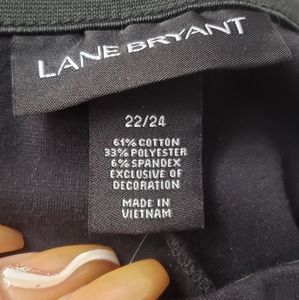 LANE BRYANT
22/24
61% COTTON
33% POLYESTER
6% SPANDEX
EXCLUSIVE OF
DECORATION
MADE IN
VIETNAM